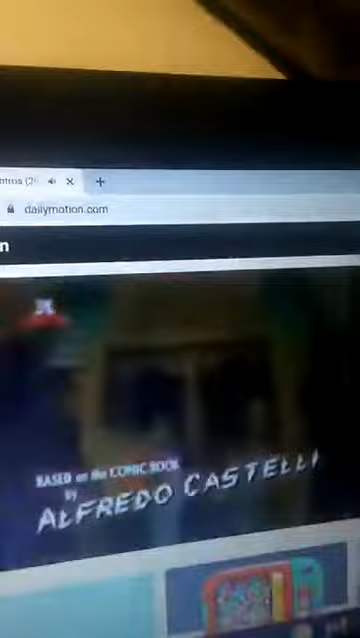 dailymotion.com
n
BASED on the COMIC BOOK
by
ALFREDO CASTELLI